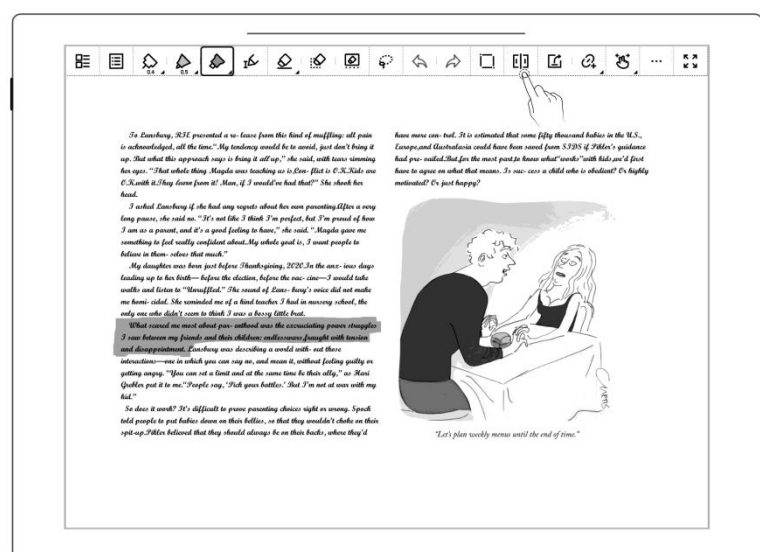 0.4
0.5
To Lansbury, RIE presented a re- lease from this kind of muffling: all pain
is acknowledged, all the time."My tendency would be to avoid, just don't bring it
up. But what this approach says is bring it all up," she said, with tears rimming
her eyes. "That whole thing Magda was teaching us is,Con- flict is O.K.Kids are
O.K.with it.They learn from it! Man, if I would've had that?" She shook her
head.
I asked Lansbury if she had any regrets about her own parenting.After a very
long pause, she said no. "It's not like I think I'm perfect, but I'm proud of how
I am as a parent, and it's a good feeling to have," she said. "Magda gave me
something to feel really confident about.My whole goal is, I want people to
believe in them- selves that much."
My daughter was born just before Thanksgiving, 2020.In the anx- ious days
leading up to her birth— before the election, before the vac- cine—I would take
walks and listen to "Unruffled." The sound of Lans- bury's voice did not make
me homi- cidal. She reminded me of a kind teacher I had in nursery school, the
only one who didn't seem to think I was a bossy little brat.
What scared me most about par- enthood was the excruciating power struggles
I saw between my friends and their children: endlesswars,fraught with tension
and disappointment. Lansbury was describing a world with- out those
interactions—one in which you can say no, and mean it, without feeling guilty or
getting angry. "You can set a limit and at the same time be their ally," as Hari
Grebler put it to me."People say, 'Pick your battles.' But I'm not at war with my
kid."
So does it work? It's difficult to prove parenting choices right or wrong. Spock
told people to put babies down on their bellies, so that they wouldn't choke on their
spit-up.Pikler believed that they should always be on their backs, where they'd
have more con- trol. It is estimated that some fifty thousand babies in the U.S.,
Europe,and Australasia could have been saved from SIDS if Pikler's guidance
had pre- vailed.But,for the most part,to know what"works"with kids,we'd first
have to agree on what that means. Is suc- cess a child who is obedient? Or highly
motivated? Or just happy?
"Let's plan weekly menus until the end of time."